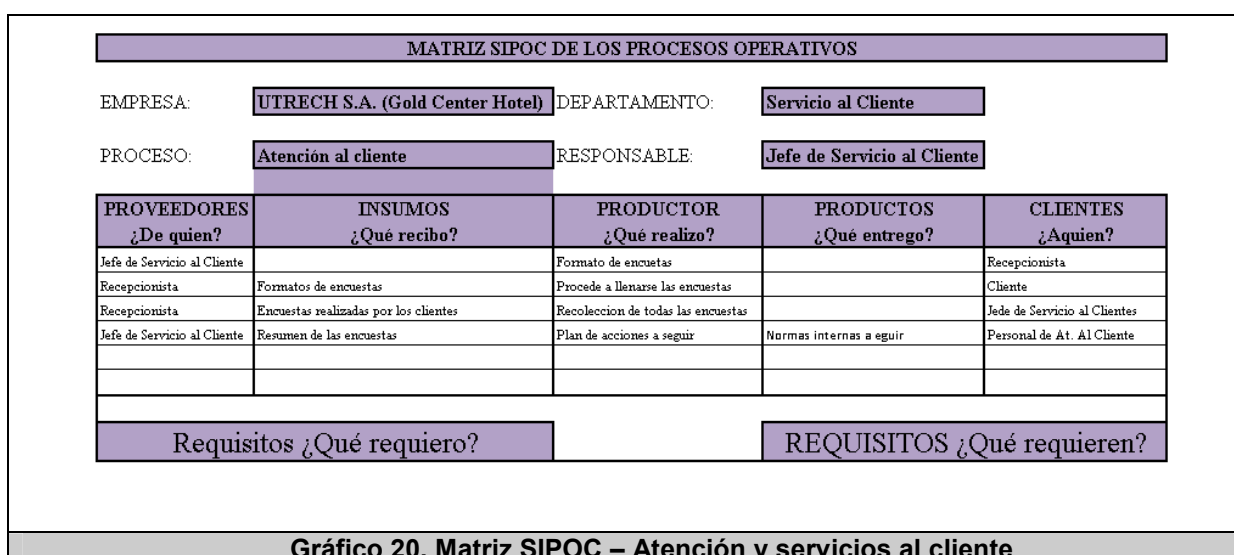 MATRIZ SIPOC DE LOS PROCESOS OPERATIVOS
EMPRESA: UTRECH S.A. (Gold Center Hotel) DEPARTAMENTO: Servicio al Cliente
PROCESO: Atención al cliente RESPONSABLE: Jefe de Servicio al Cliente
PROVEEDORES INSUMOS PRODUCTOR PRODUCTOS CLIENTES
¿De quien? ¿Qué recibo? ¿Qué realizo? ¿Qué entrego? ¿Aquien?
Jefe de Servicio al Cliente Formato de encuetas Recepcionista
Recepcionista Formatos de encuestas Procede a llenarse las encuestas Cliente
Recepcionista Encuestas realizadas por los clientes Recoleccion de todas las encuestas Jede de Servicio al Clientes
Jefe de Servicio al Cliente Resumen de las encuestas Plan de acciones a seguir Normas internas a eguir Personal de At. Al Cliente
Requisitos ¿Qué requiero? REQUISITOS ¿Qué requieren?
Gráfico 20. Matriz SIPOC – Atención y servicios al cliente